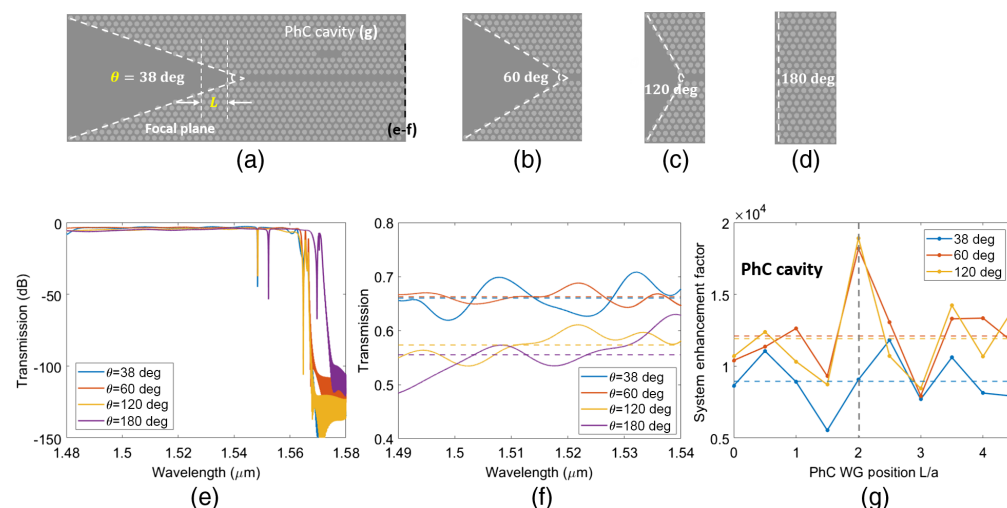 PhC cavity (g)
θ = 38 deg
L
Focal plane
(e-f)
60 deg
120 deg
180 deg
(a)
(b)
(c)
(d)
0
-50
-100
-150
Transmission (dB)
θ=38 deg
θ=60 deg
θ=120 deg
θ=180 deg
1.48
1.5
1.52
1.54
1.56
1.58
Wavelength (μm)
(e)
0.8
0.7
0.6
0.5
0.4
Transmission
θ=38 deg
θ=60 deg
θ=120 deg
θ=180 deg
1.49
1.5
1.51
1.52
1.53
1.54
Wavelength (μm)
(f)
×10⁴
2
1.5
1
0.5
System enhancement factor
PhC cavity
38 deg
60 deg
120 deg
0
1
2
3
4
PhC WG position L/a
(g)